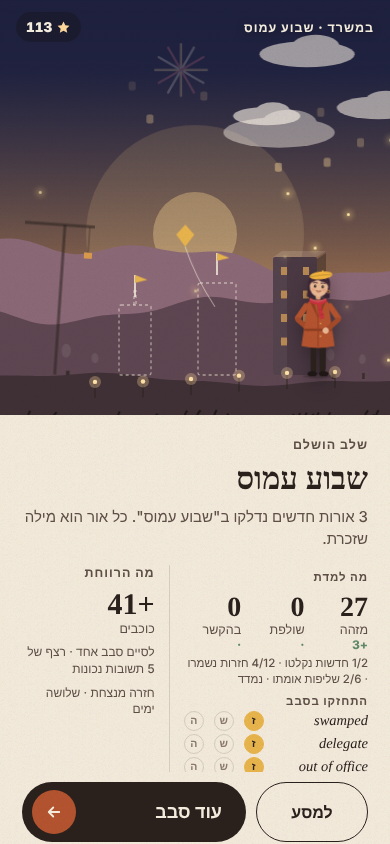 במשרד · שבוע עמוס
113
שלב הושלם
שבוע עמוס
3 אורות חדשים נדלקו ב"שבוע עמוס". כל אור הוא מילה
שזכרת.
מה למדת
27 0 0
מזהה שולפת בהקשר
+3 · ·
1/2 חדשות נקלטו · 4/12 חזרות נשמרו
· 2/6 שליפות אומתו · נמדד
התחזקו בסבב
swamped ז ש ה
delegate ז ש ה
out of office ז ש ה
מה הרווחת
+41
כוכבים
סיימת סבב אחד · רצף של
5 תשובות נכונות
חזרה מנצחת · שלושה
ימים
למסע
עוד סבב